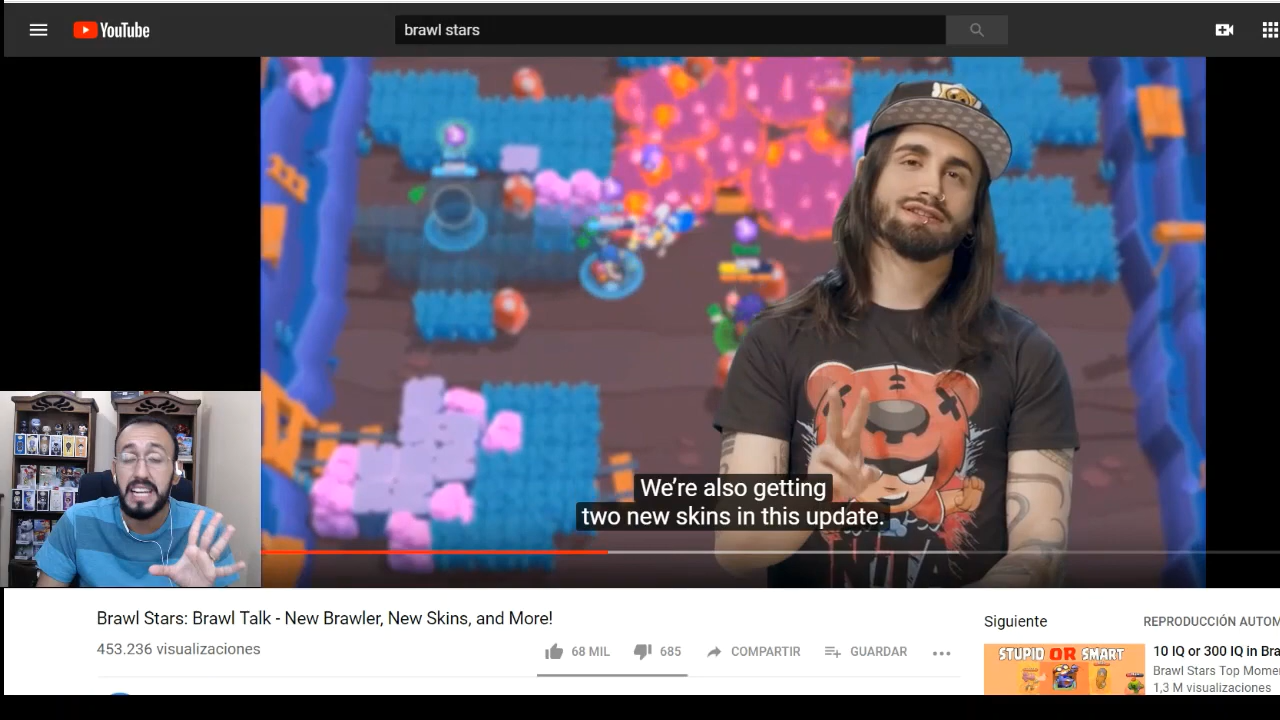 YouTube
brawl stars
We're also getting
two new skins in this update.
Brawl Stars: Brawl Talk - New Brawler, New Skins, and More!
453.236 visualizaciones
68 MIL
685
COMPARTIR
GUARDAR
Siguiente
REPRODUCCIÓN AUTOM
STUPID OR SMART
10 IQ or 300 IQ in Bra
Brawl Stars Top Momen
1,3 M visualizaciones